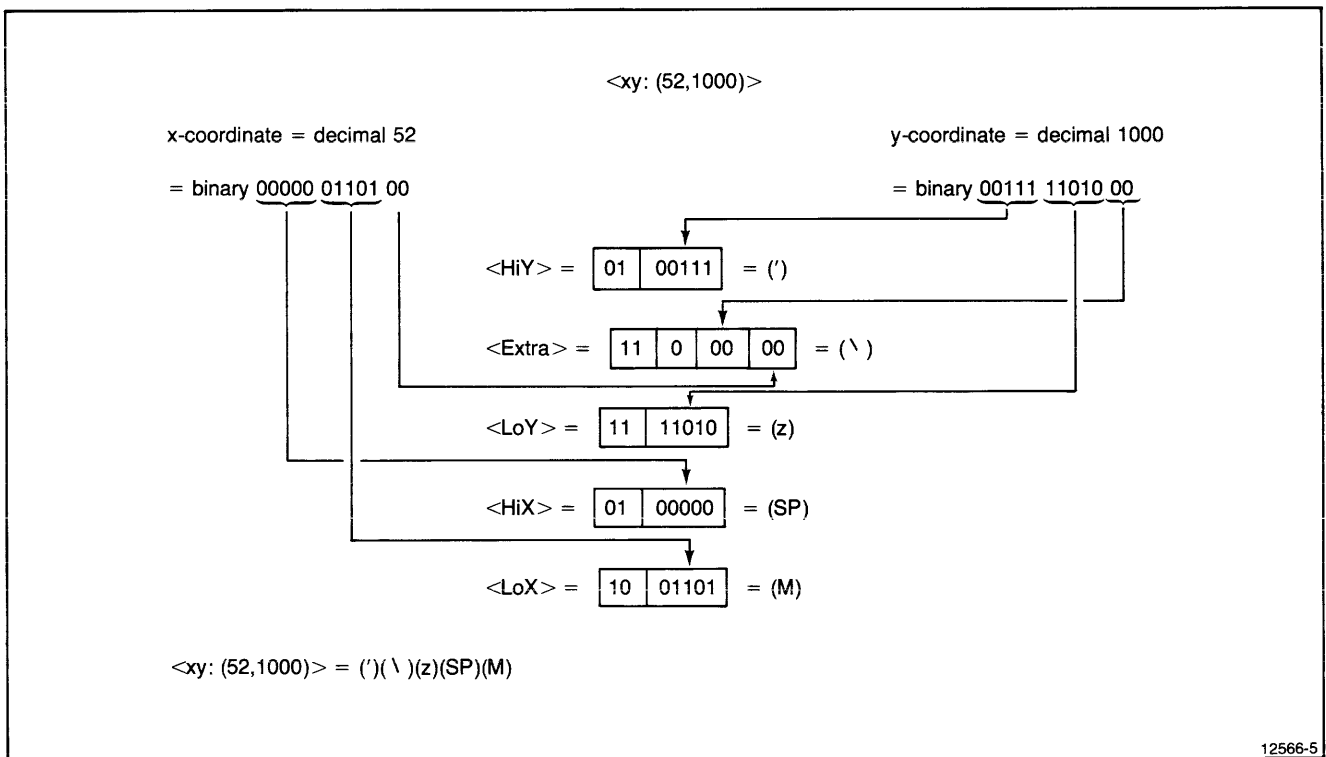 <xy: (52,1000)>
x-coordinate = decimal 52
y-coordinate = decimal 1000
= binary 00000 01101 00
= binary 00111 11010 00
<HiY> = 01 00111 = (')
<Extra> = 11 0 00 00 = (\ )
<LoY> = 11 11010 = (z)
<HiX> = 01 00000 = (SP)
<LoX> = 10 01101 = (M)
<xy: (52,1000)> = (')(\ )(z)(SP)(M)
12566-5